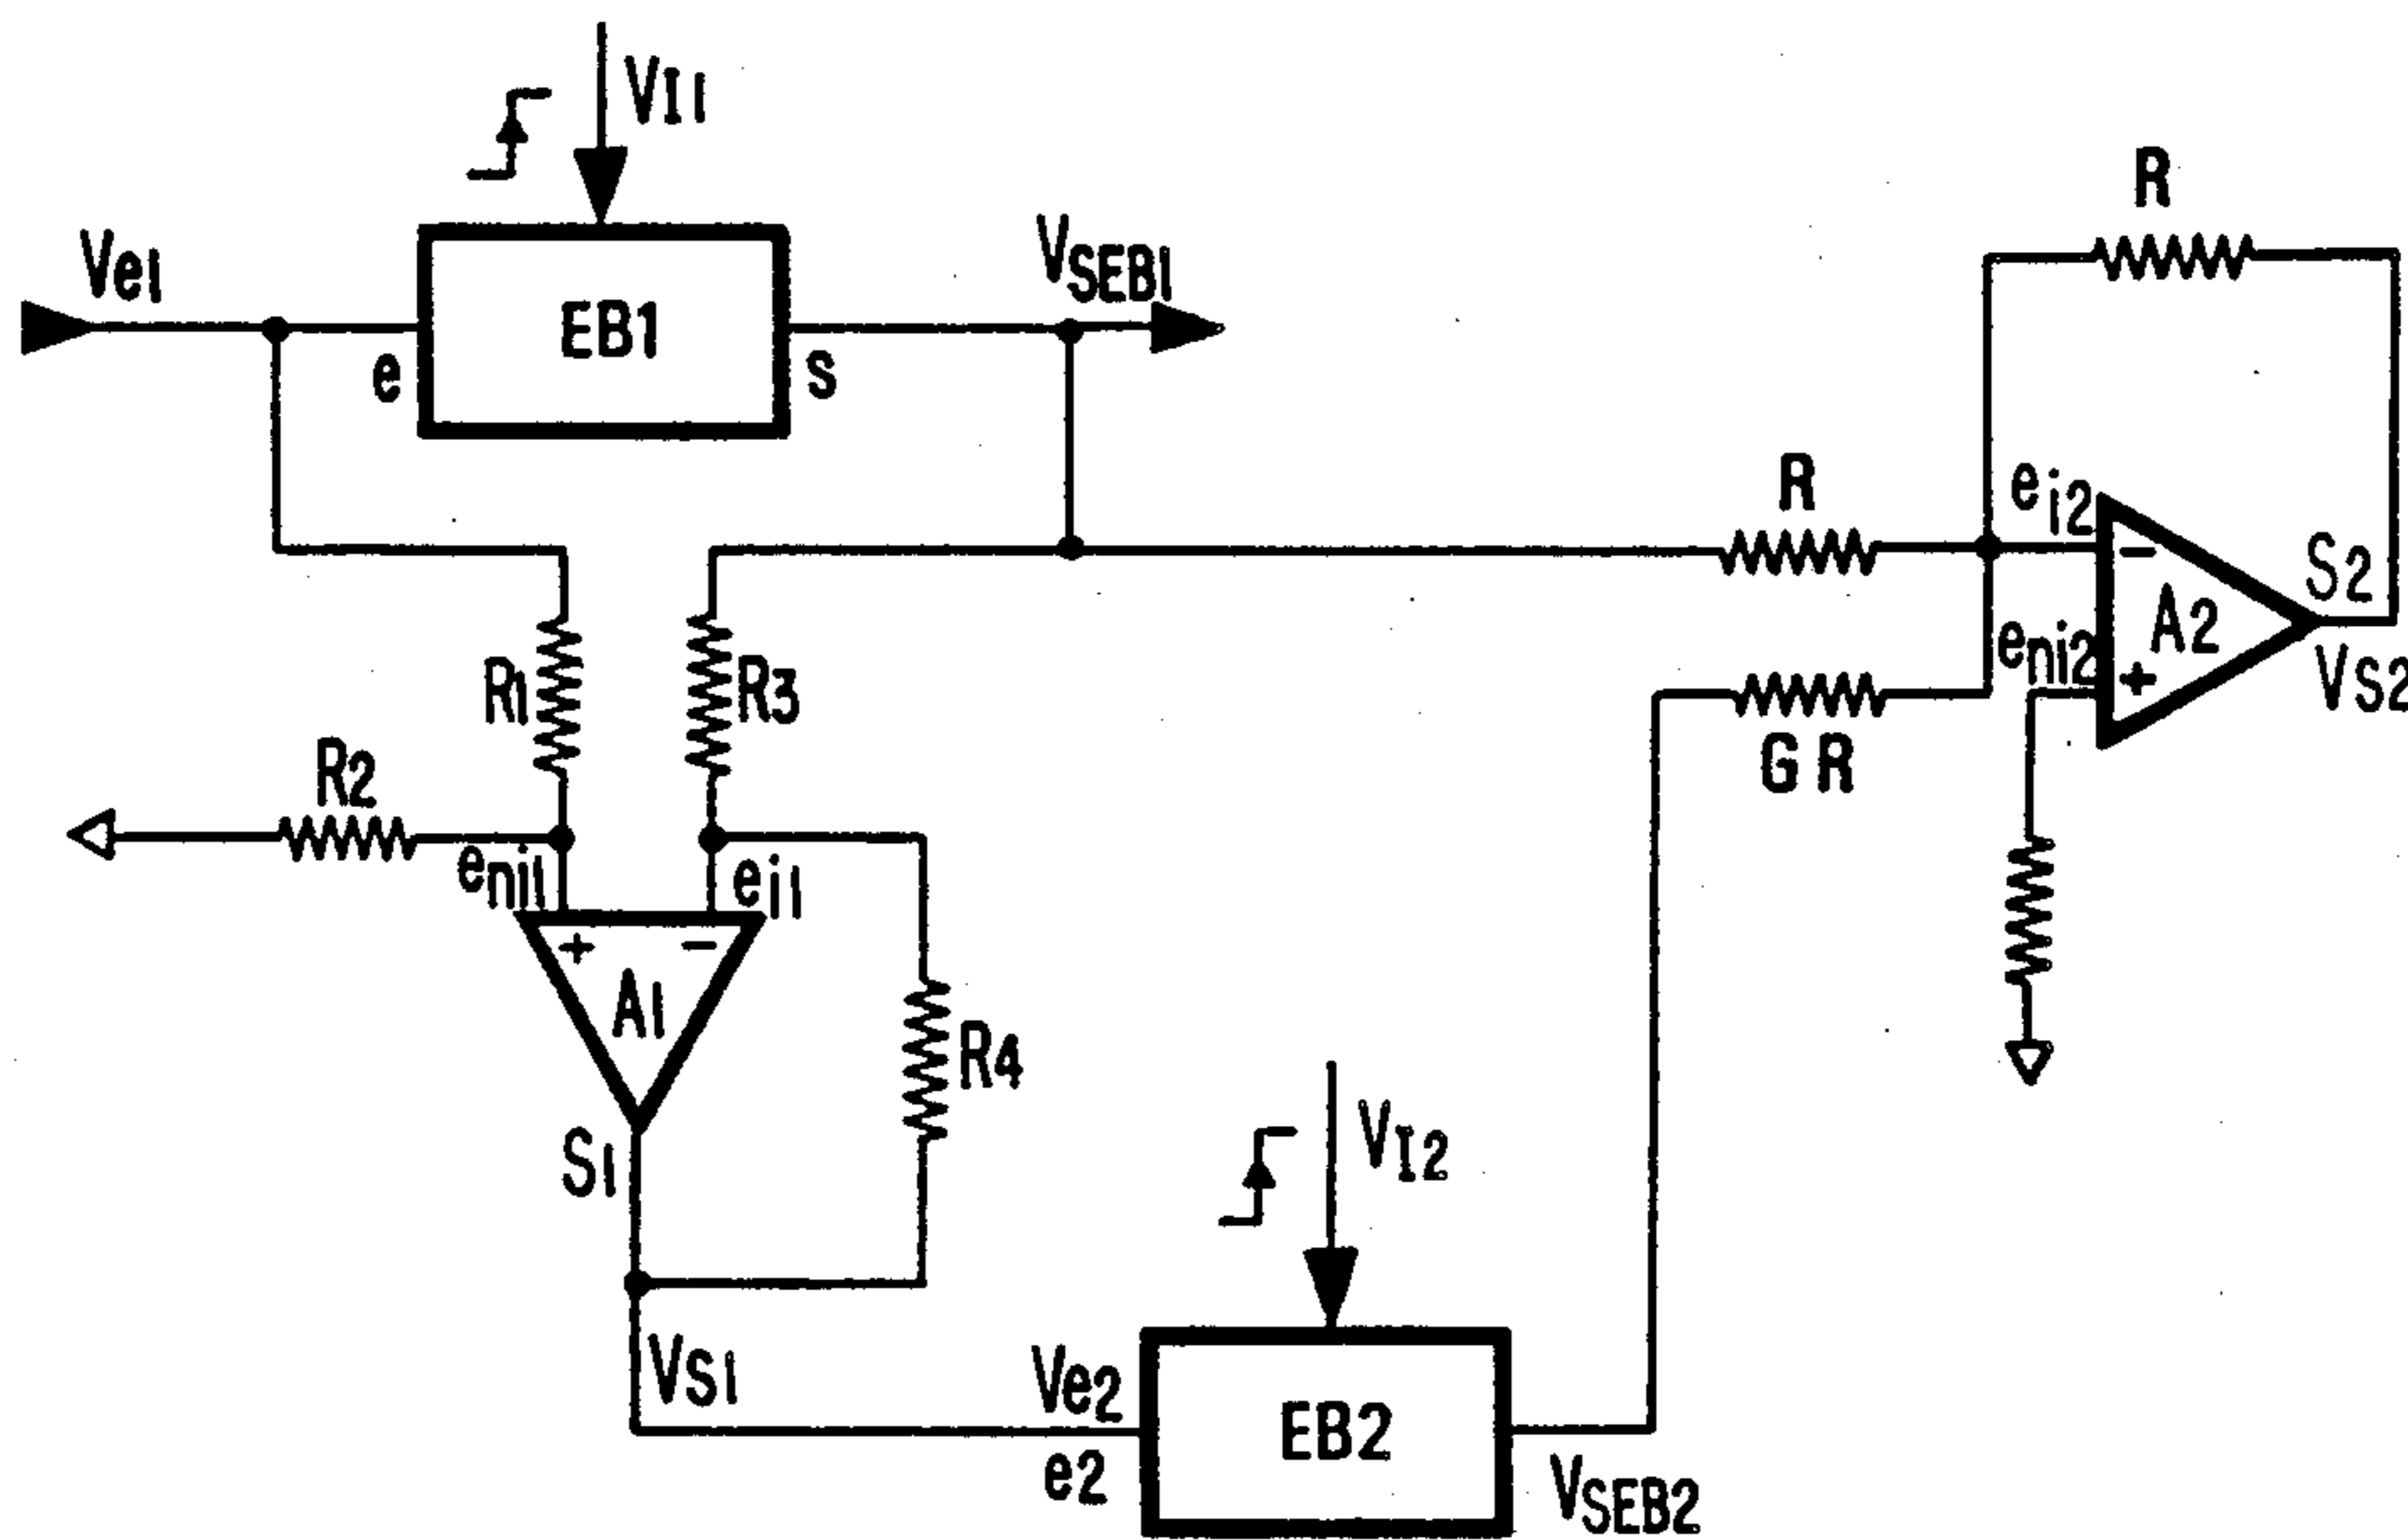 VI1
R
Ve1
VSEB1
EB1
e
s
R
ei2
S2
A2
eni2
VS2
R1
R3
G R
R2
eni1
ei1
+ −
A1
R4
S1
VI2
VS1
Ve2
EB2
e2
VSEB2
−
+